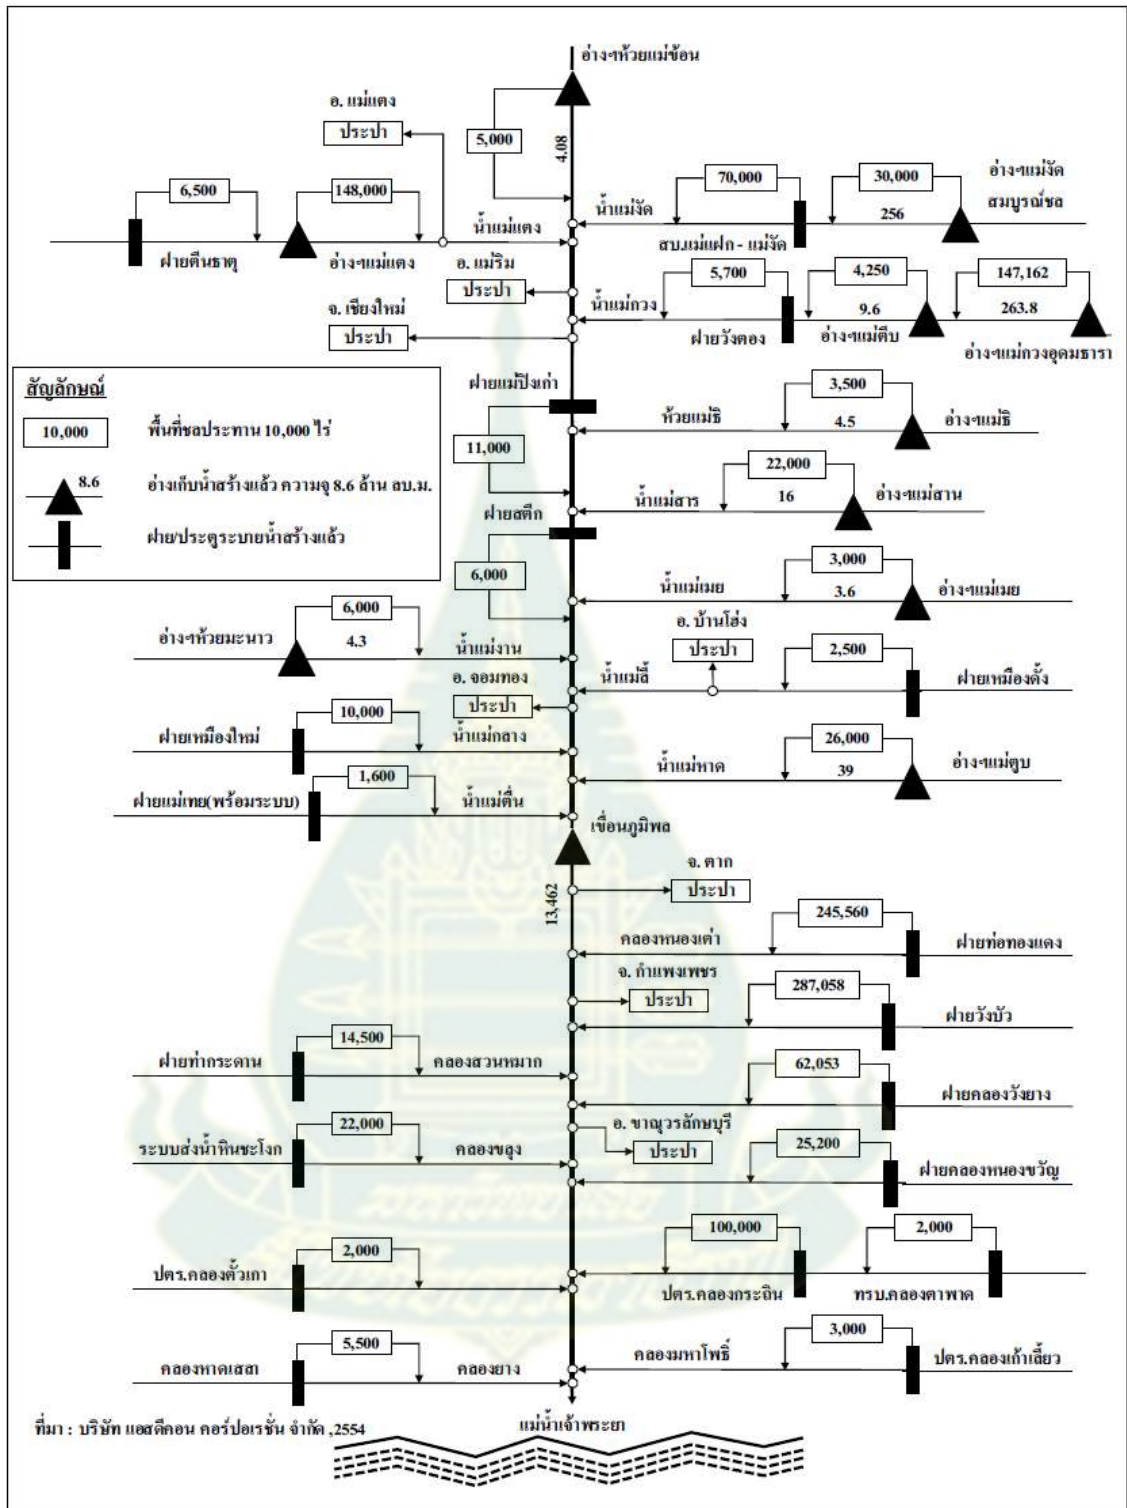 อ่างฯห้วยแม่ข้อน
อ. แม่แตง
ประปา
5,000
4.08
6,500
148,000
น้ำแม่แตง
ฝายตีนธาตุ
อ่างฯแม่แตง
70,000
30,000
อ่างฯแม่งัด
สมบูรณ์ชล
น้ำแม่งัด
256
สบ.แม่แฝก - แม่งัด
อ. แม่ริม
ประปา
จ. เชียงใหม่
ประปา
5,700
4,250
147,162
น้ำแม่กวง
9.6
263.8
ฝายวังตอง
อ่างฯแม่ตีบ
อ่างฯแม่กวงอุดมธารา
สัญลักษณ์
10,000
พื้นที่ชลประทาน 10,000 ไร่
8.6
อ่างเก็บน้ำสร้างแล้ว ความจุ 8.6 ล้าน ลบ.ม.
ฝาย/ประตูระบายน้ำสร้างแล้ว
ฝายแม่ปิงเก่า
11,000
3,500
ห้วยแม่ธิ
4.5
อ่างฯแม่ธิ
22,000
น้ำแม่สาร
16
อ่างฯแม่สาน
ฝายสตึก
6,000
3,000
น้ำแม่เมย
3.6
อ่างฯแม่เมย
6,000
อ่างฯห้วยมะนาว
4.3
น้ำแม่งาน
อ. บ้านโฮ่ง
ประปา
2,500
น้ำแม่ลี้
ฝายเหมืองดั้ง
อ. จอมทอง
ประปา
10,000
ฝายเหมืองใหม่
น้ำแม่กลาง
26,000
น้ำแม่หาด
39
อ่างฯแม่ตูบ
1,600
ฝายแม่เทย(พร้อมระบบ)
น้ำแม่ตื่น
เขื่อนภูมิพล
13,462
จ. ตาก
ประปา
245,560
คลองหนองเต่า
ฝายท่อทองแดง
จ. กำแพงเพชร
ประปา
287,058
ฝายวังบัว
14,500
ฝายท่ากระดาน
คลองสวนหมาก
62,053
ฝายคลองวังยาง
22,000
ระบบส่งน้ำหินชะโงก
คลองขลุง
อ. ขาณุวรลักษบุรี
ประปา
25,200
ฝายคลองหนองขวัญ
2,000
ปตร.คลองตั้วเกา
100,000
2,000
ปตร.คลองกระถิน
ทรบ.คลองตาพาด
5,500
คลองหาดเสลา
คลองยาง
3,000
คลองมหาโพธิ์
ปตร.คลองเก้าเลี้ยว
ที่มา : บริษัท แอสดีคอน คอร์ปอเรชั่น จำกัด ,2554
แม่น้ำเจ้าพระยา